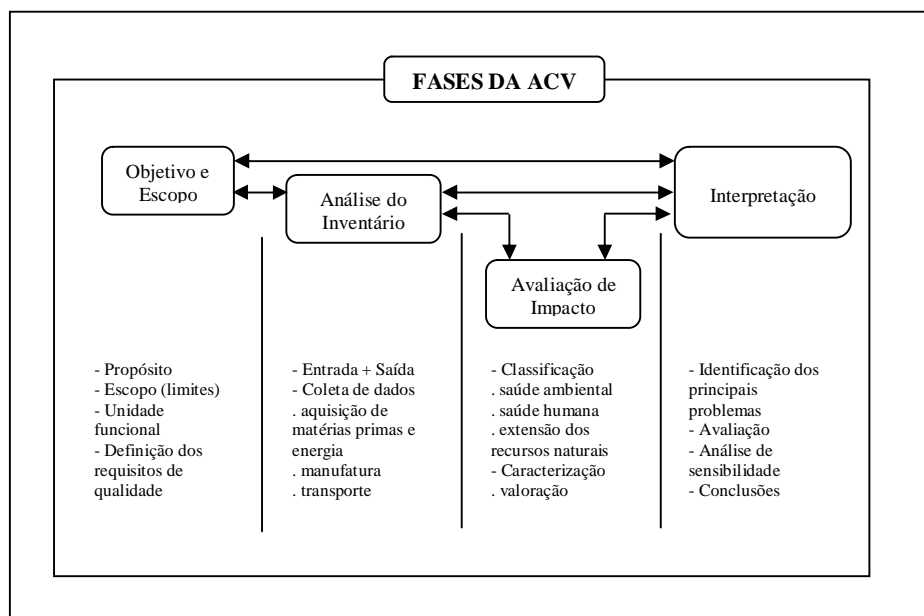 FASES DA ACV
Objetivo e
Escopo
Análise do
Inventário
Interpretação
Avaliação de
Impacto
- Propósito
- Escopo (limites)
- Unidade
funcional
- Definição dos
requisitos de
qualidade
- Entrada + Saída
- Coleta de dados
. aquisição de
matérias primas e
energia
. manufatura
. transporte
- Classificação
. saúde ambiental
. saúde humana
. extensão dos
recursos naturais
- Caracterização
. valoração
- Identificação dos
principais
problemas
- Avaliação
- Análise de
sensibilidade
- Conclusões